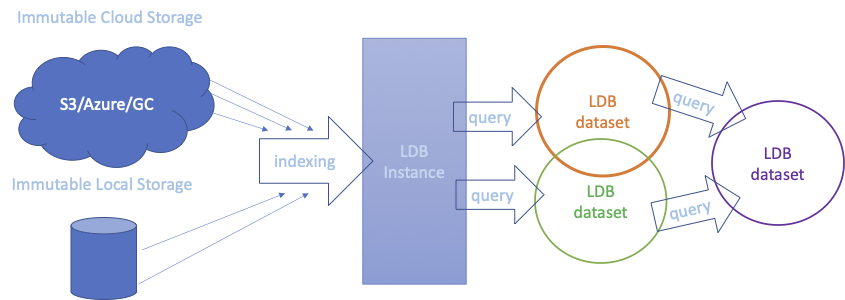 Immutable Cloud Storage
S3/Azure/GC
Immutable Local Storage
indexing
LDB
Instance
query
query
LDB
dataset
LDB
dataset
query
query
LDB
dataset